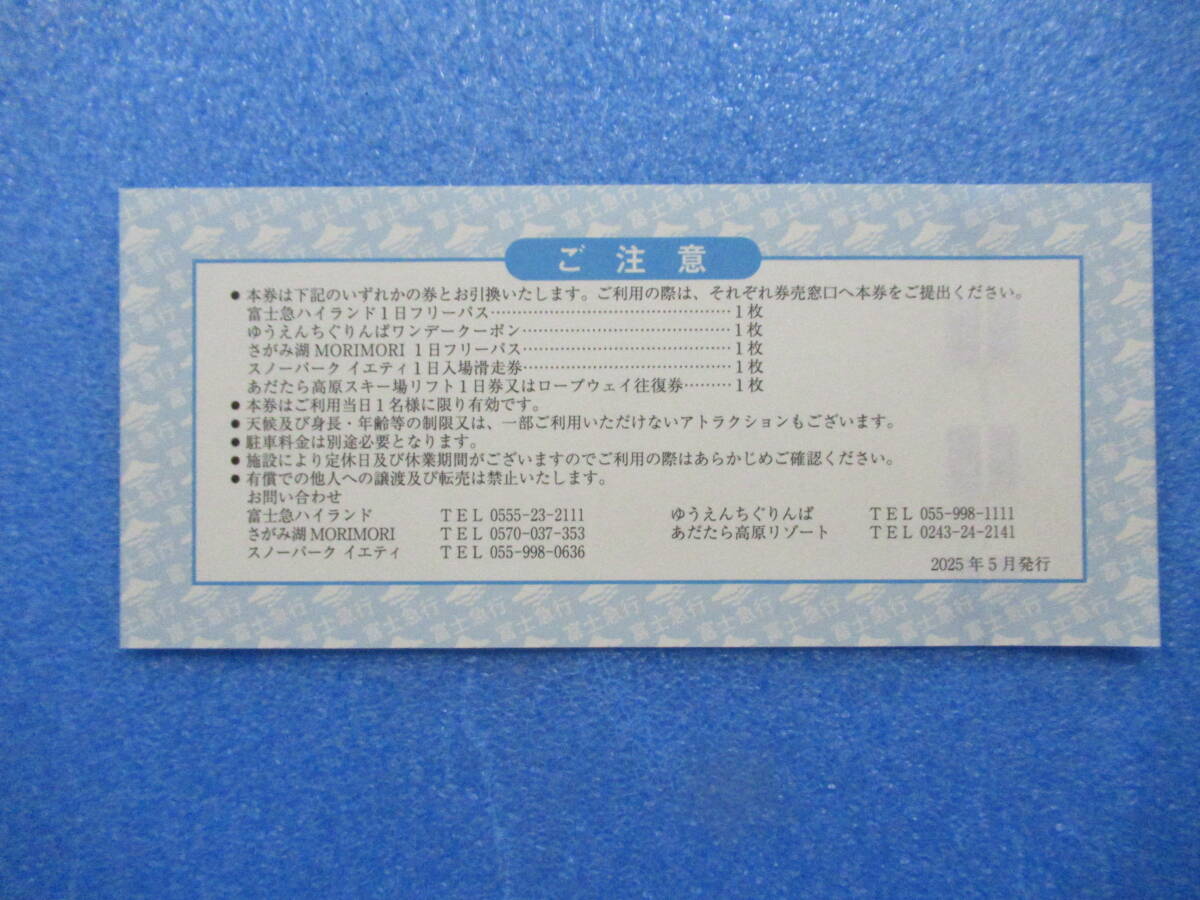 ご注意
● 本券は下記のいずれかの券とお引換いたします。ご利用の際は、それぞれ券売窓口へ本券をご提出ください。
富士急ハイランド1日フリーパス……………………………………1枚
ゆうえんちぐりんぱワンデークーポン………………………………1枚
さがみ湖MORIMORI 1日フリーパス………………………………1枚
スノーパーク イエティ1日入場滑走券………………………………1枚
あだたら高原スキー場リフト1日券又はロープウェイ往復券………1枚
● 本券はご利用当日1名様に限り有効です。
● 天候及び身長・年齢等の制限又は、一部ご利用いただけないアトラクションもございます。
● 駐車料金は別途必要となります。
● 施設により定休日及び休業期間がございますのでご利用の際はあらかじめご確認ください。
● 有償での他人への譲渡及び転売は禁止いたします。
お問い合わせ
富士急ハイランド TEL 0555-23-2111 ゆうえんちぐりんぱ TEL 055-998-1111
さがみ湖MORIMORI TEL 0570-037-353 あだたら高原リゾート TEL 0243-24-2141
スノーパーク イエティ TEL 055-998-0636
2025年5月発行